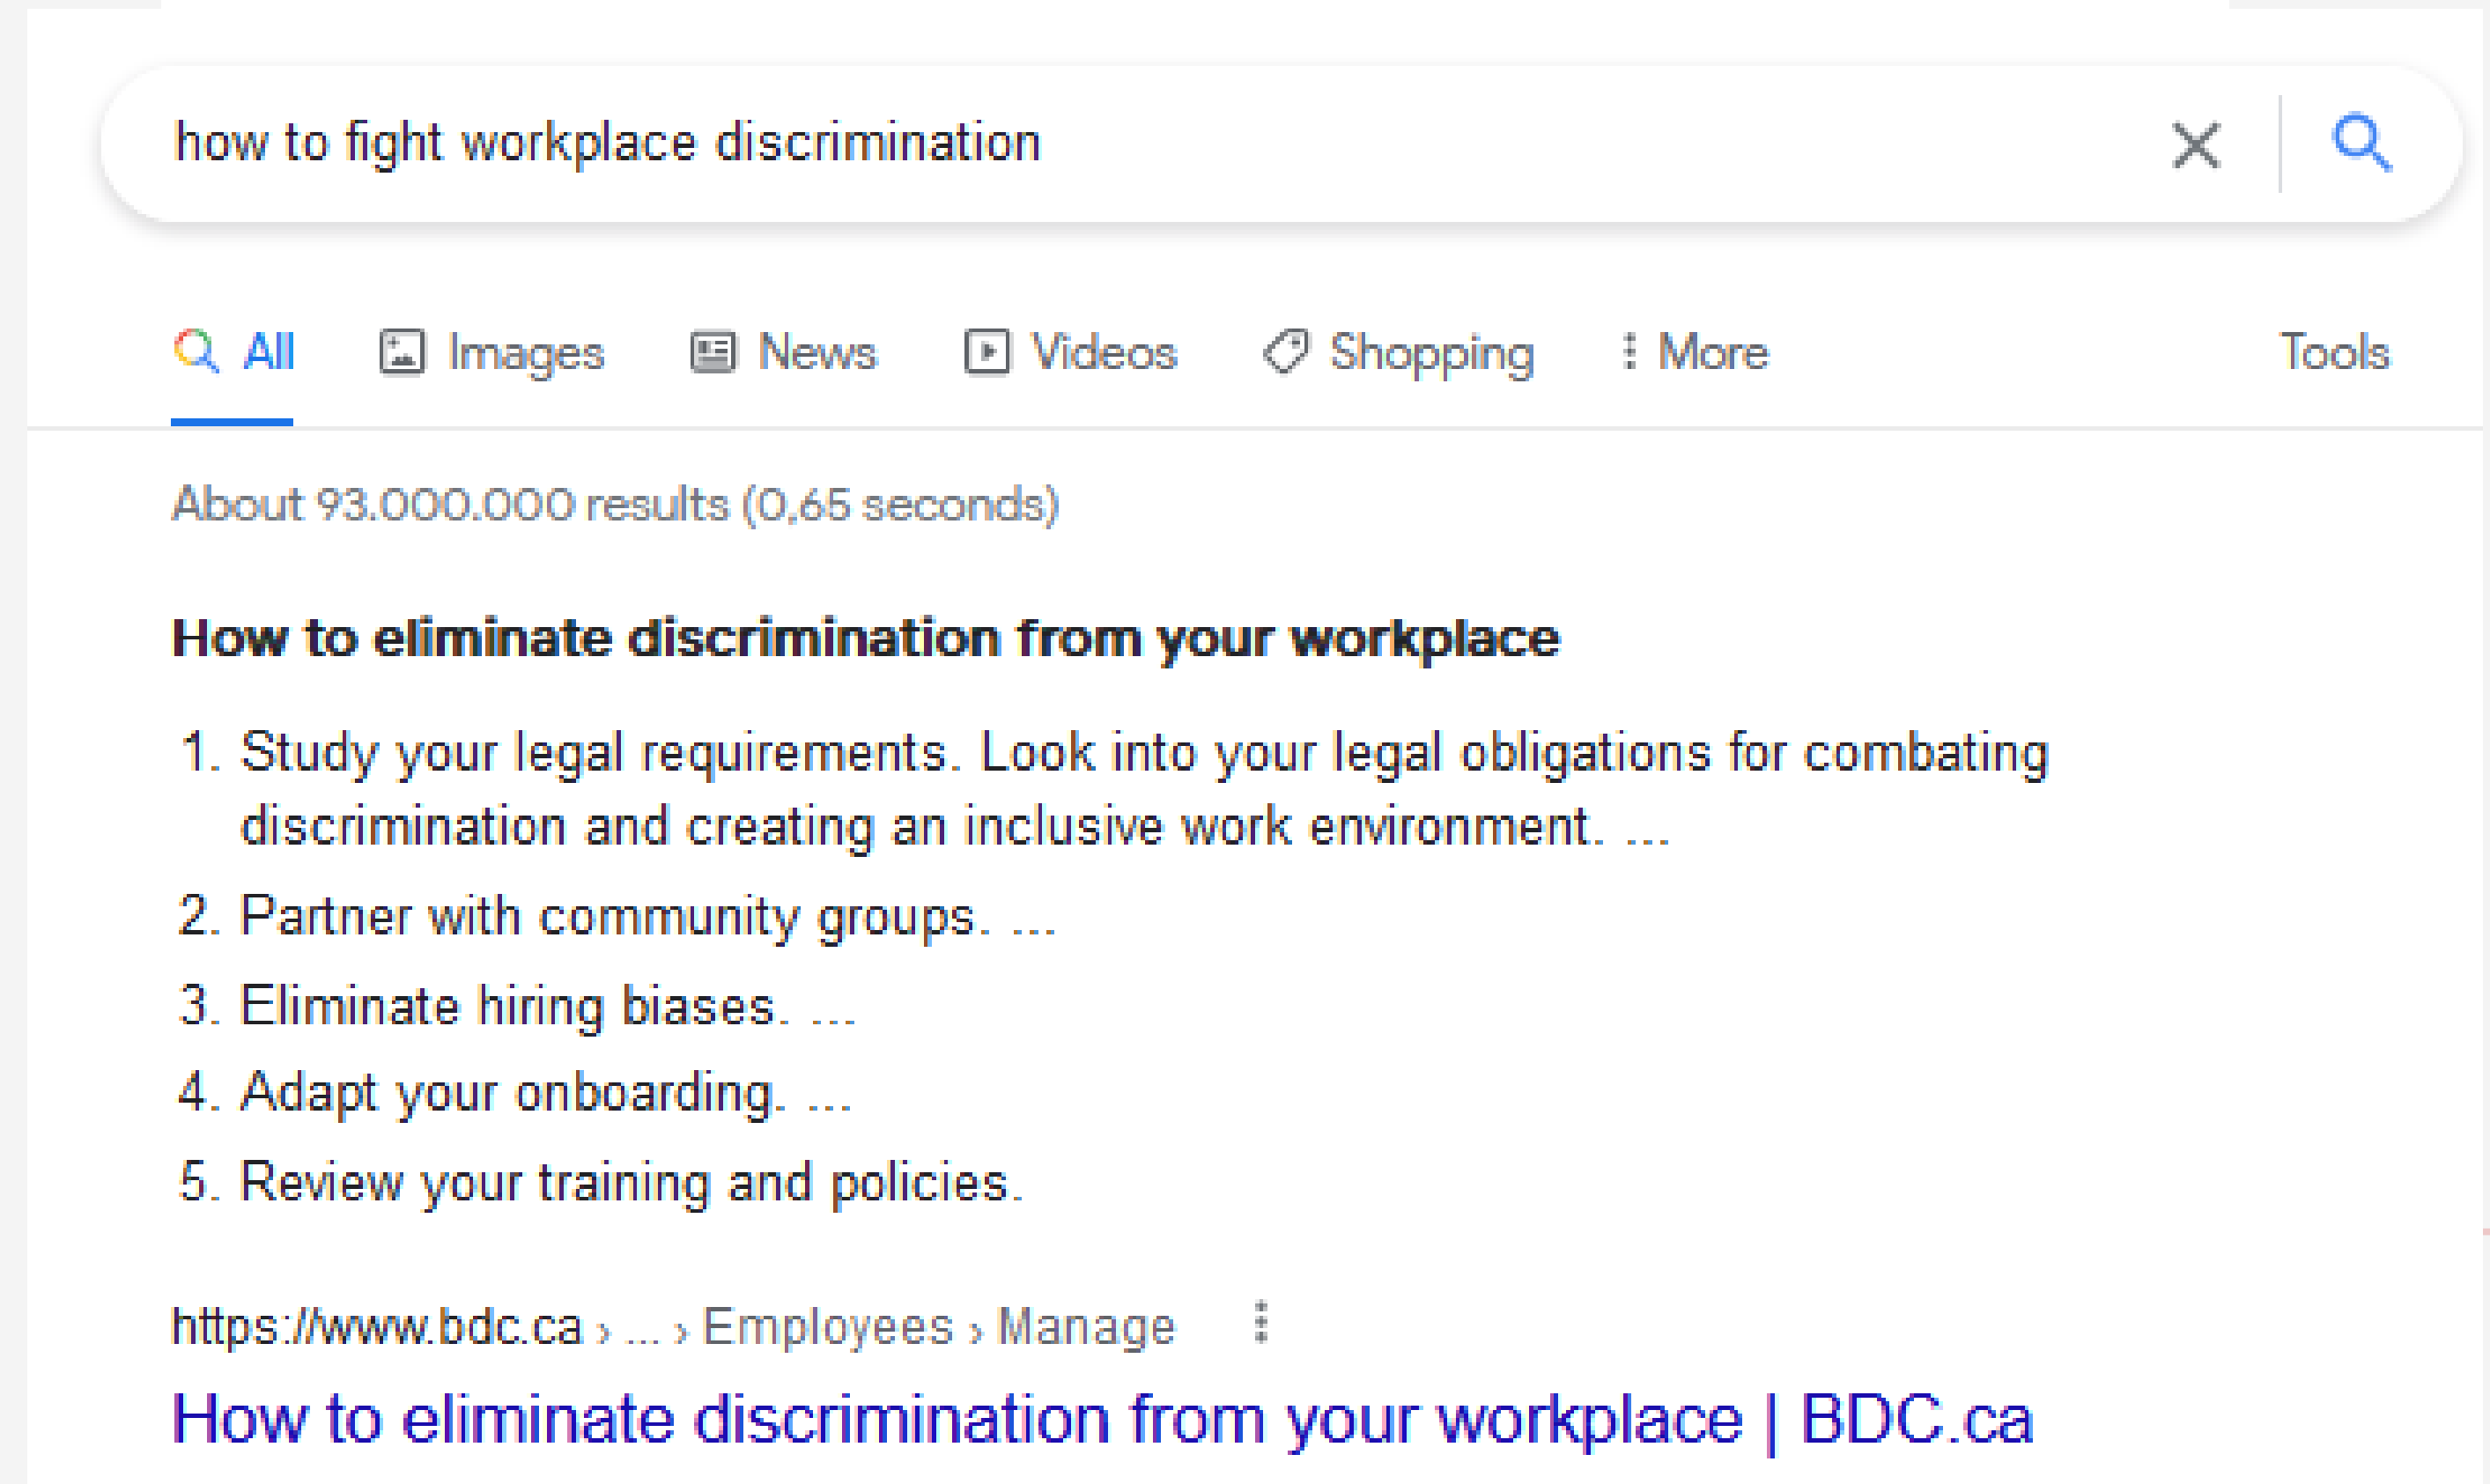 how to fight workplace discrimination
All Images News Videos Shopping More Tools
About 93.000.000 results (0,65 seconds)
How to eliminate discrimination from your workplace
1. Study your legal requirements. Look into your legal obligations for combating
discrimination and creating an inclusive work environment. ...
2. Partner with community groups. ...
3. Eliminate hiring biases. ...
4. Adapt your onboarding. ...
5. Review your training and policies.
https://www.bdc.ca › ... › Employees › Manage
How to eliminate discrimination from your workplace | BDC.ca